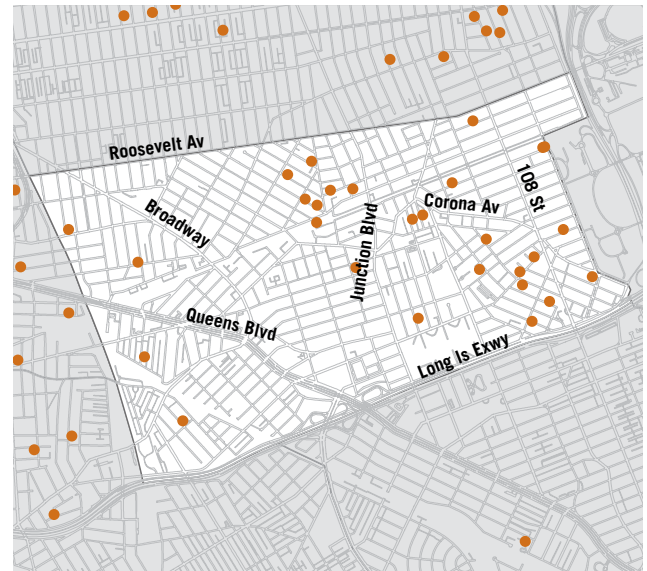 Roosevelt Av
Broadway
Junction Blvd
Corona Av
108 St
Queens Blvd
Long Is Exwy